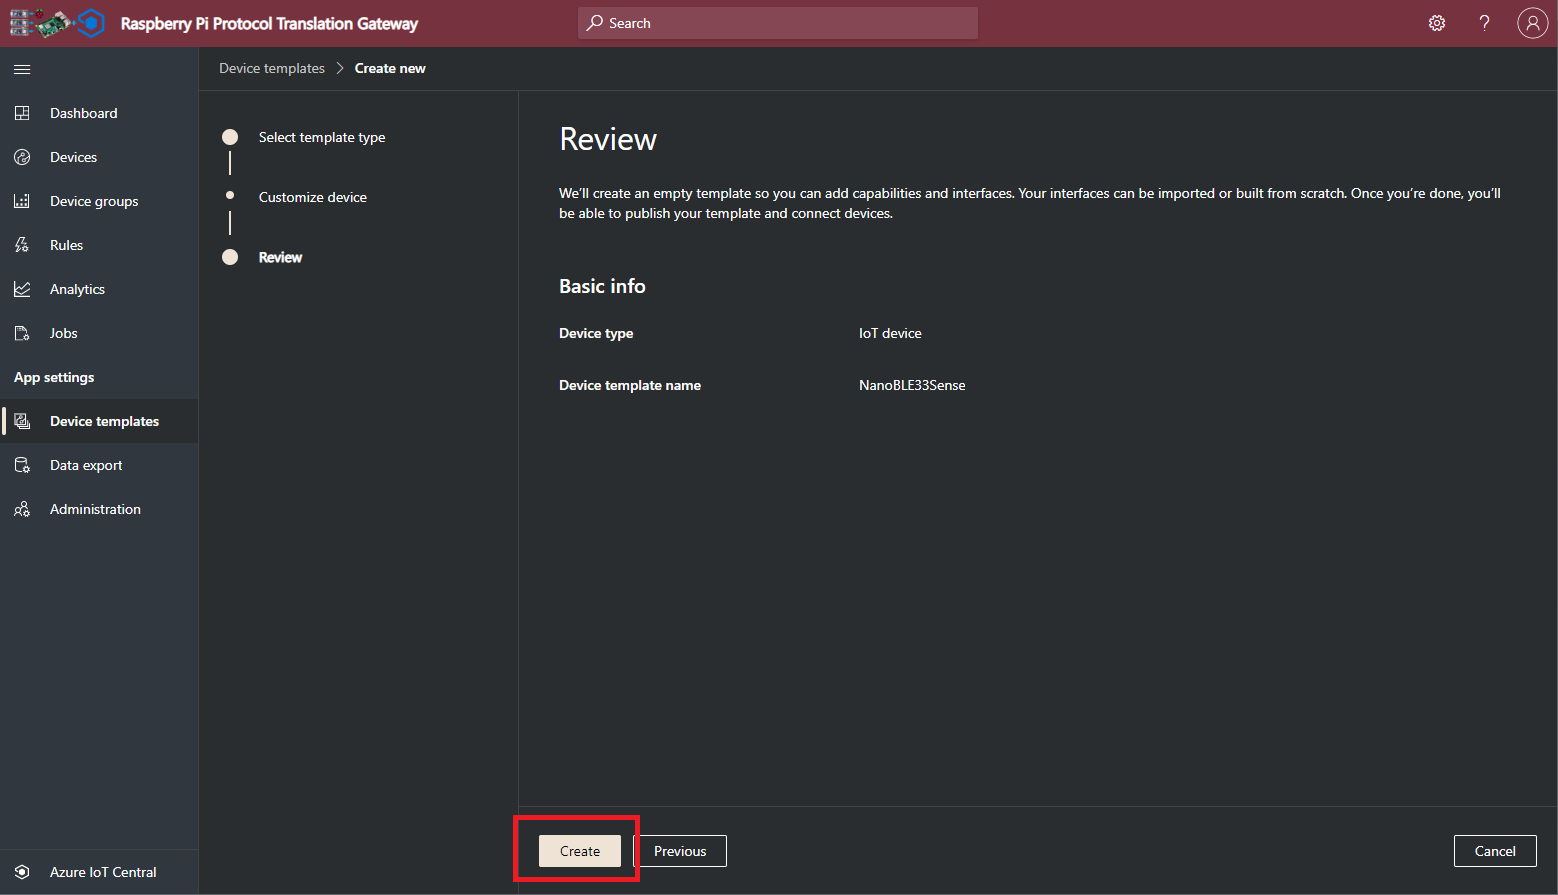 Raspberry Pi Protocol Translation Gateway
Search
?
Dashboard
Devices
Device groups
Rules
Analytics
Jobs
App settings
Device templates
Data export
Administration
Azure IoT Central
Device templates > Create new
Select template type
Customize device
Review
Review
We'll create an empty template so you can add capabilities and interfaces. Your interfaces can be imported or built from scratch. Once you're done, you'll
be able to publish your template and connect devices.
Basic info
Device type IoT device
Device template name NanoBLE33Sense
Create Previous Cancel